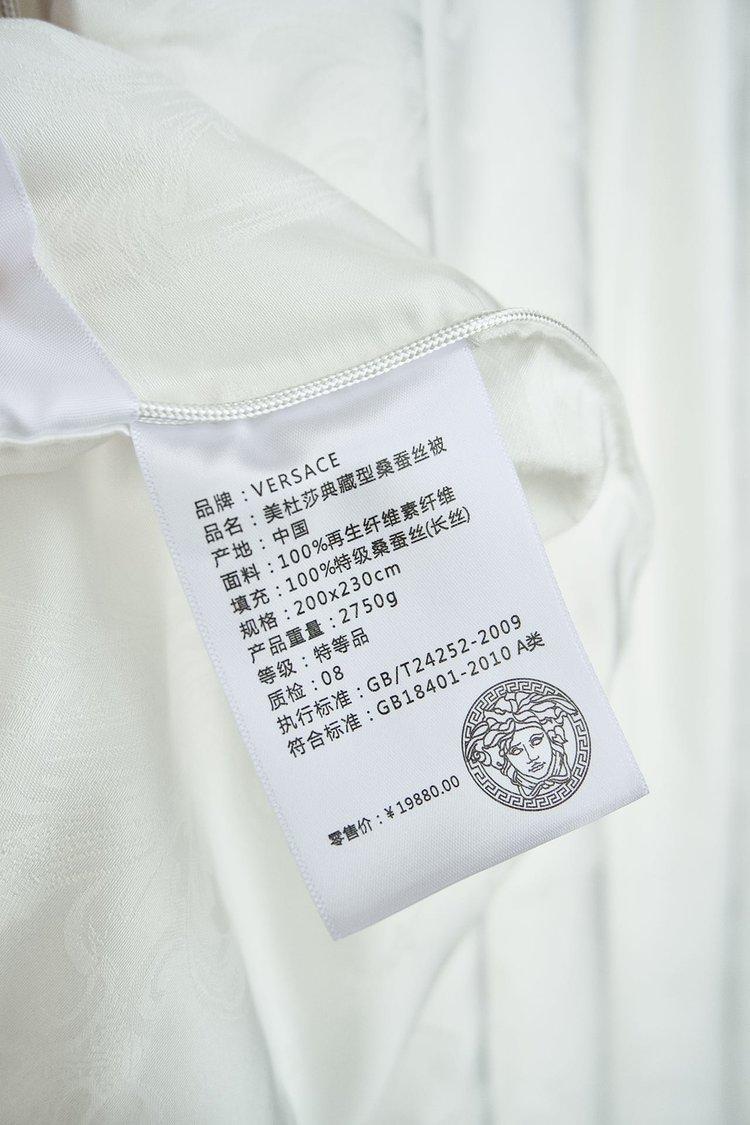 品牌：VERSACE
品名：美杜莎典藏型桑蚕丝被
产地：中国
面料：100%再生纤维素纤维
填充：100%特级桑蚕丝(长丝)
规格：200x230cm
产品重量：2750g
等级：特等品
质检：08
执行标准：GB/T24252-2009
符合标准：GB18401-2010 A类
零售价：¥19880.00